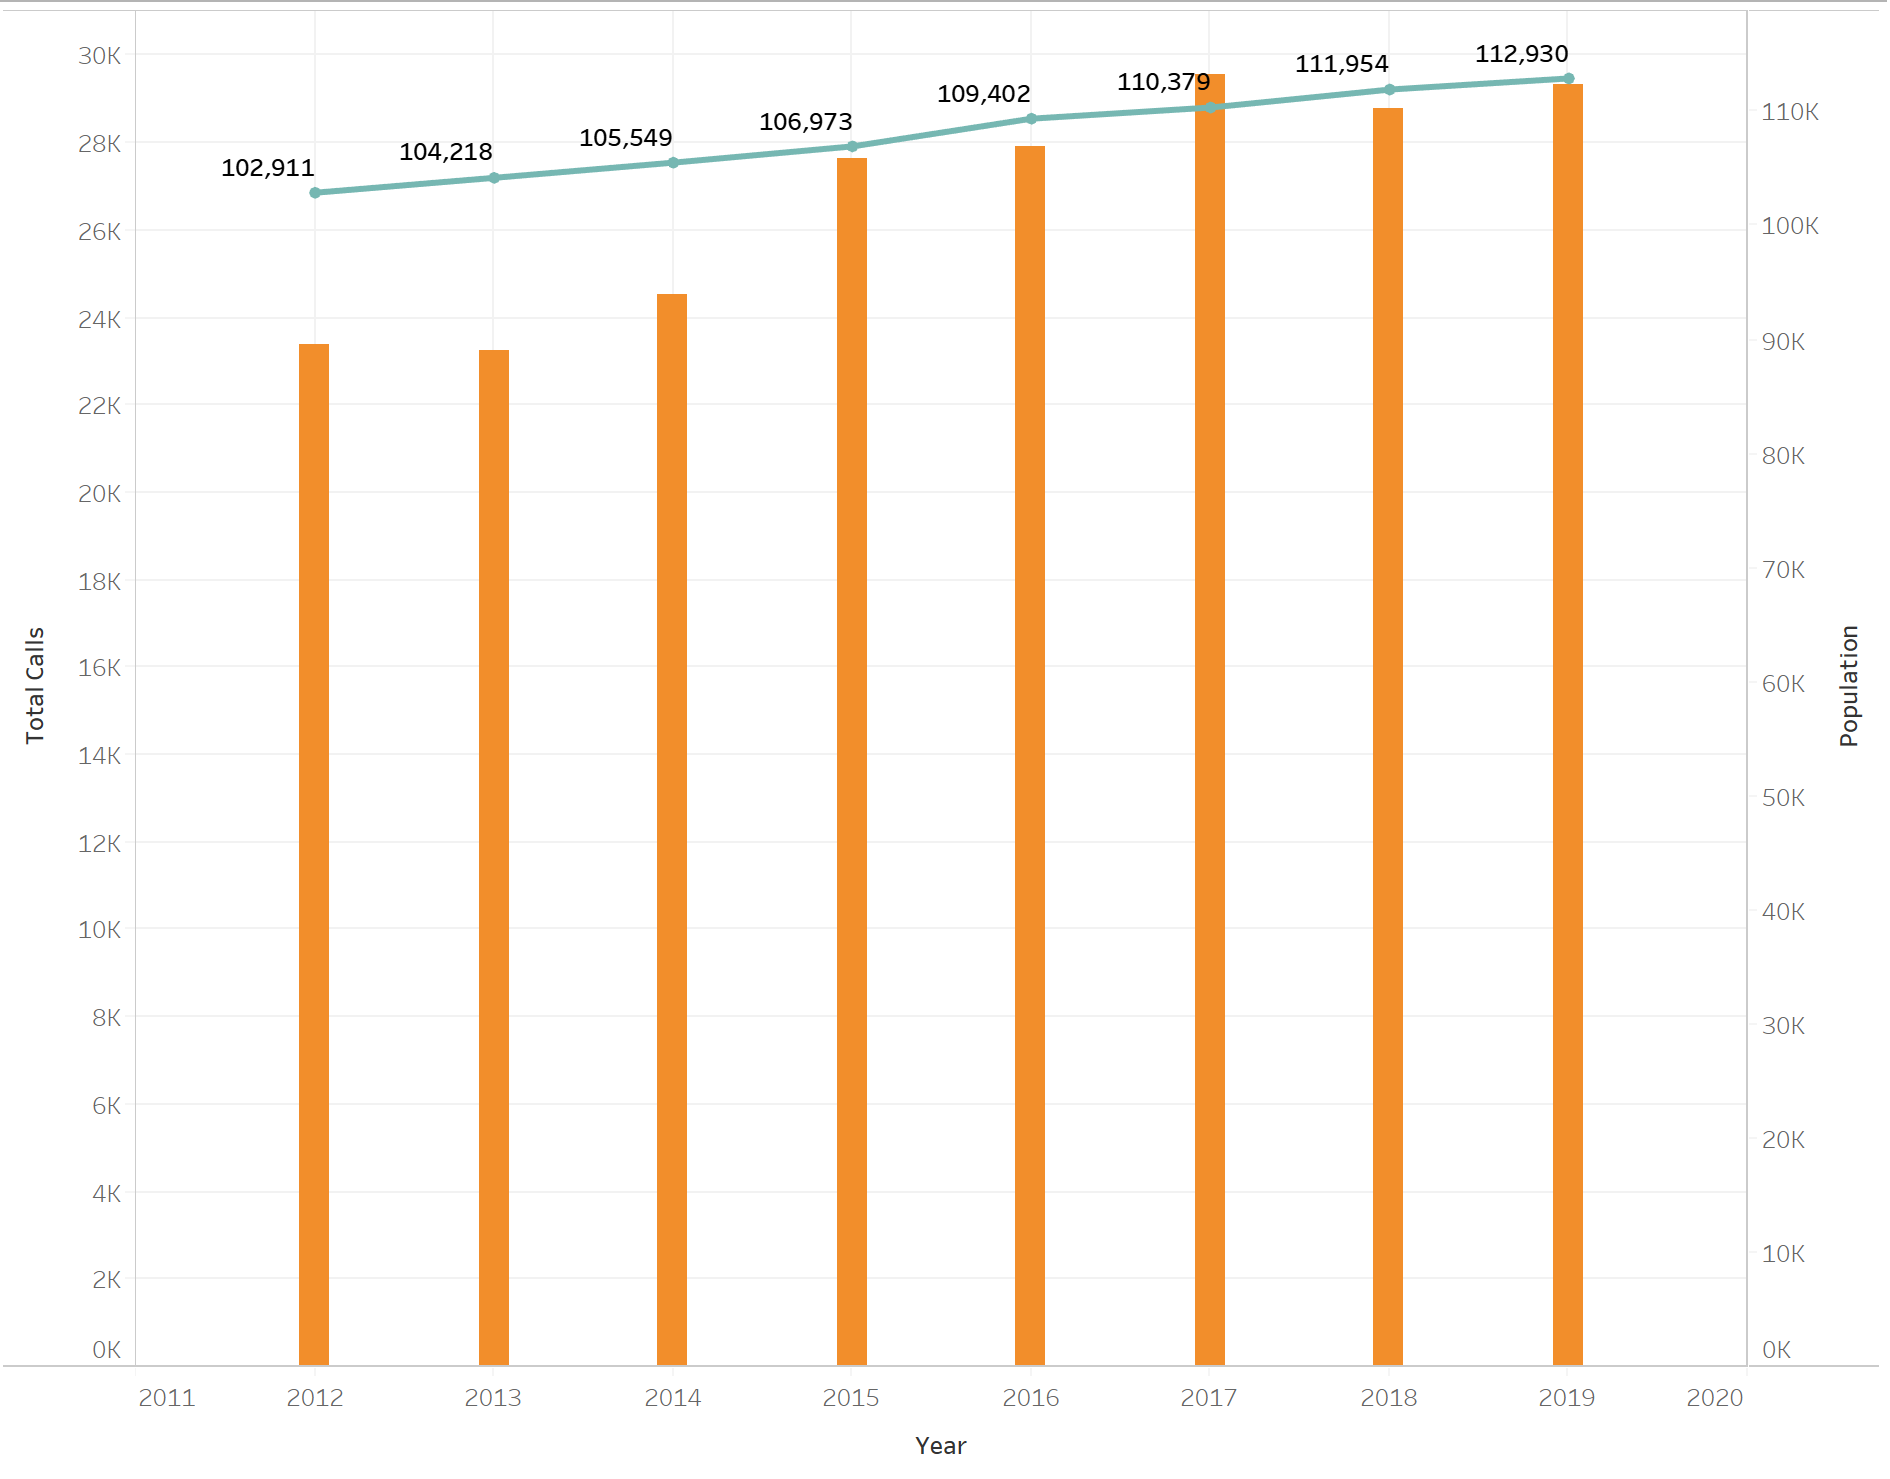 30K
28K
26K
24K
22K
20K
18K
16K
14K
12K
10K
8K
6K
4K
2K
0K
Total Calls
102,911
104,218
105,549
106,973
109,402
110,379
111,954
112,930
110K
100K
90K
80K
70K
60K
50K
40K
30K
20K
10K
0K
Population
2011 2012 2013 2014 2015 2016 2017 2018 2019 2020
Year